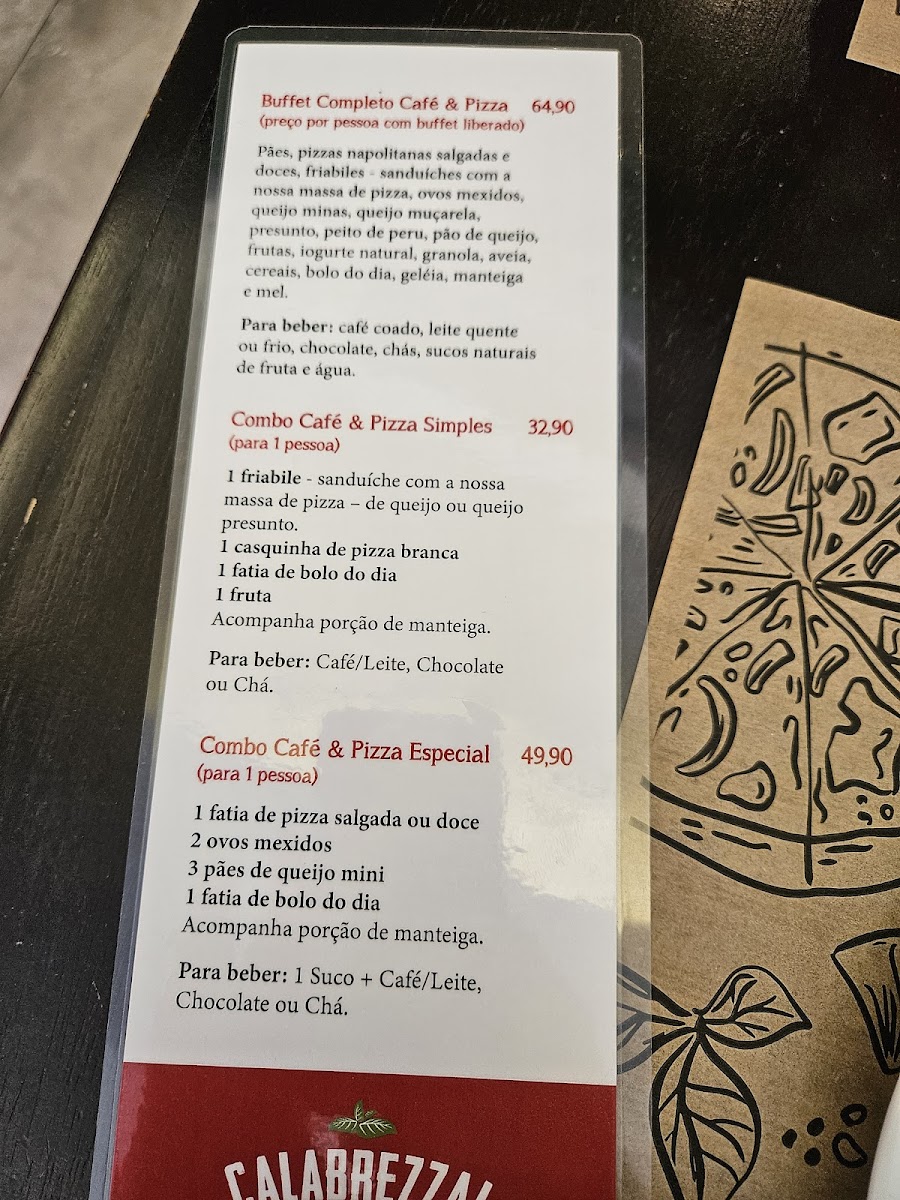 Buffet Completo Café & Pizza 64,90
(preço por pessoa com buffet liberado)
Pães, pizzas napolitanas salgadas e
doces, friabiles - sanduíches com a
nossa massa de pizza, ovos mexidos,
queijo minas, queijo muçarela,
presunto, peito de peru, pão de queijo,
frutas, iogurte natural, granola, aveia,
cereais, bolo do dia, geléia, manteiga
e mel.
Para beber: café coado, leite quente
ou frio, chocolate, chás, sucos naturais
de fruta e água.
Combo Café & Pizza Simples 32,90
(para 1 pessoa)
1 friabile - sanduíche com a nossa
massa de pizza – de queijo ou queijo
presunto.
1 casquinha de pizza branca
1 fatia de bolo do dia
1 fruta
Acompanha porção de manteiga.
Para beber: Café/Leite, Chocolate
ou Chá.
Combo Café & Pizza Especial 49,90
(para 1 pessoa)
1 fatia de pizza salgada ou doce
2 ovos mexidos
3 pães de queijo mini
1 fatia de bolo do dia
Acompanha porção de manteiga.
Para beber: 1 Suco + Café/Leite,
Chocolate ou Chá.
CALABREZZA!